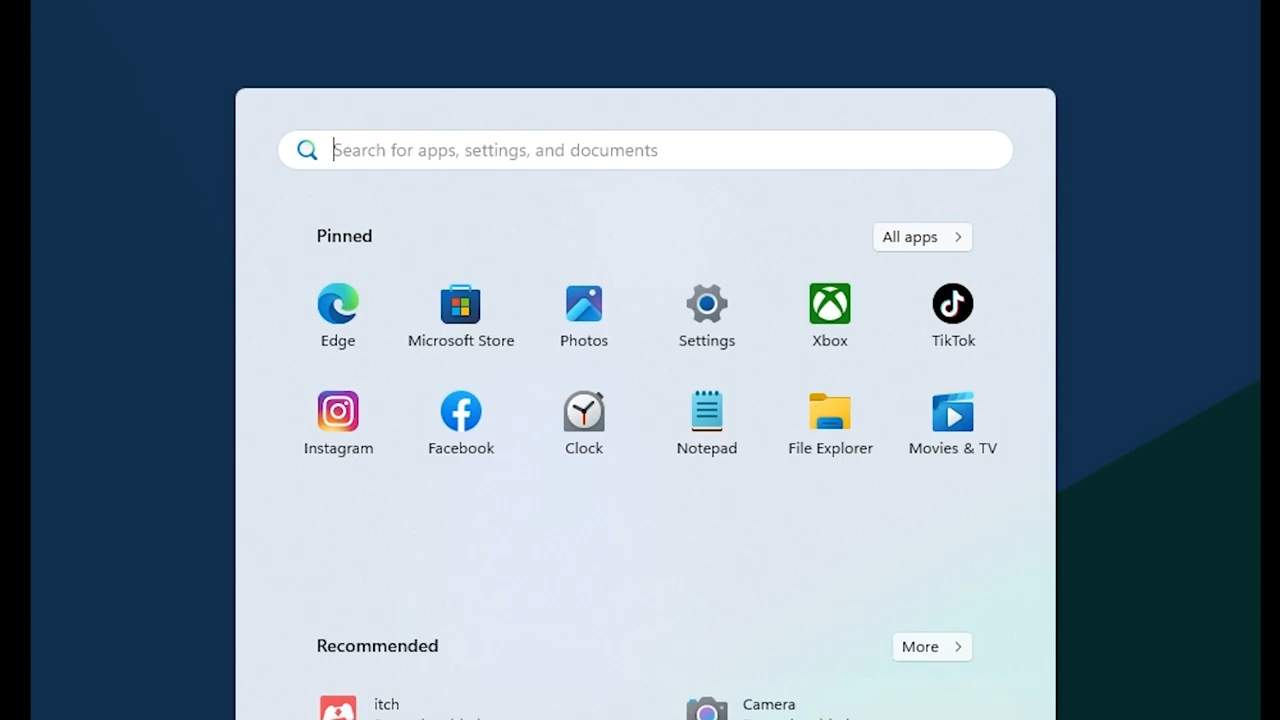 Search for apps, settings, and documents
Pinned
All apps
Edge
Microsoft Store
Photos
Settings
Xbox
TikTok
Instagram
Facebook
Clock
Notepad
File Explorer
Movies & TV
Recommended
More
itch
Camera